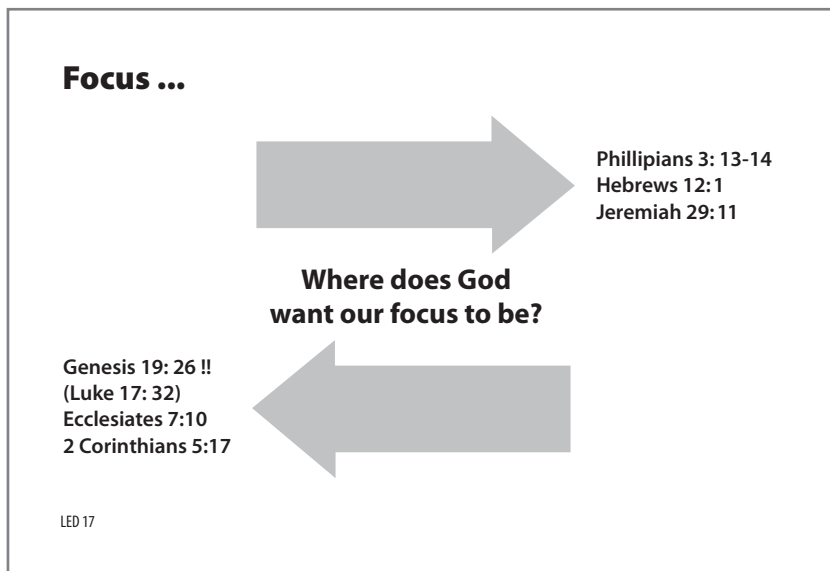 Focus ...
Phillipians 3: 13-14
Hebrews 12: 1
Jeremiah 29: 11
Where does God
want our focus to be?
Genesis 19: 26 !!
(Luke 17: 32)
Ecclesiates 7:10
2 Corinthians 5:17
LED 17